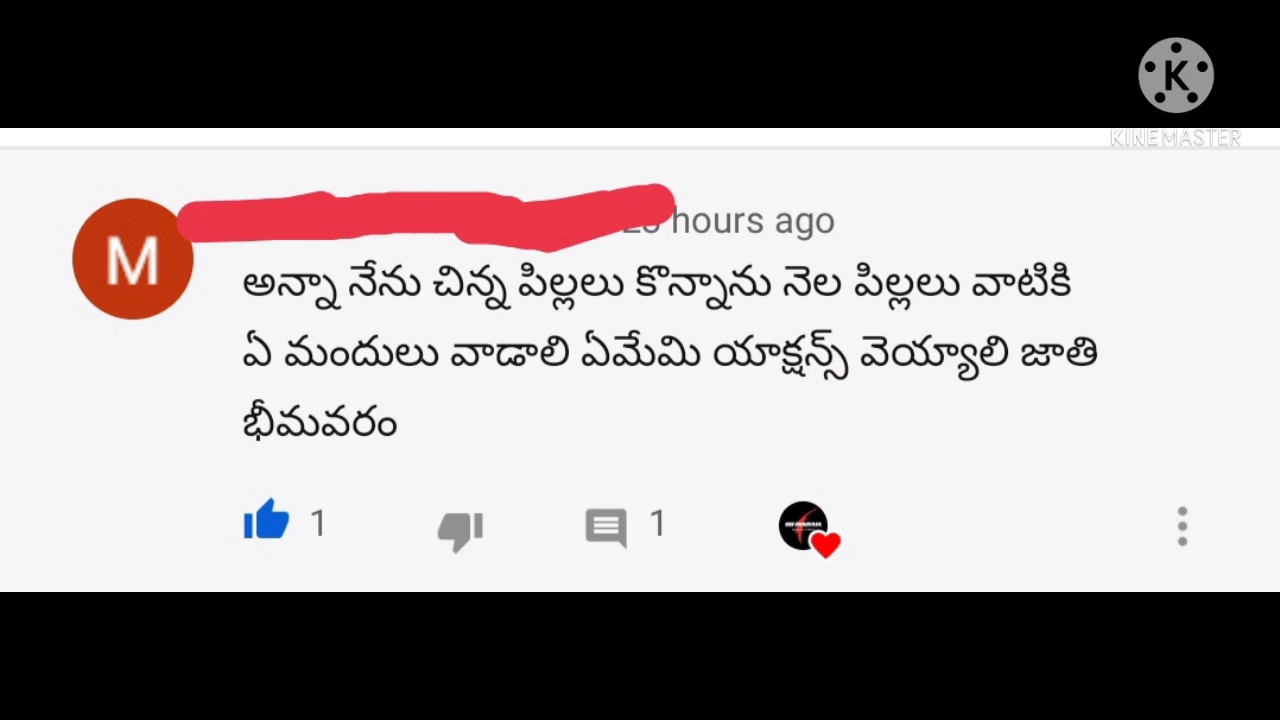 K
KINEMASTER
hours ago
M
అన్నా నేను చిన్న పిల్లలు కొన్నాను నెల పిల్లలు వాటికి
ఏ మందులు వాడాలి ఏమేమి యాక్షన్స్ వెయ్యాలి జాతి
భీమవరం
1
1